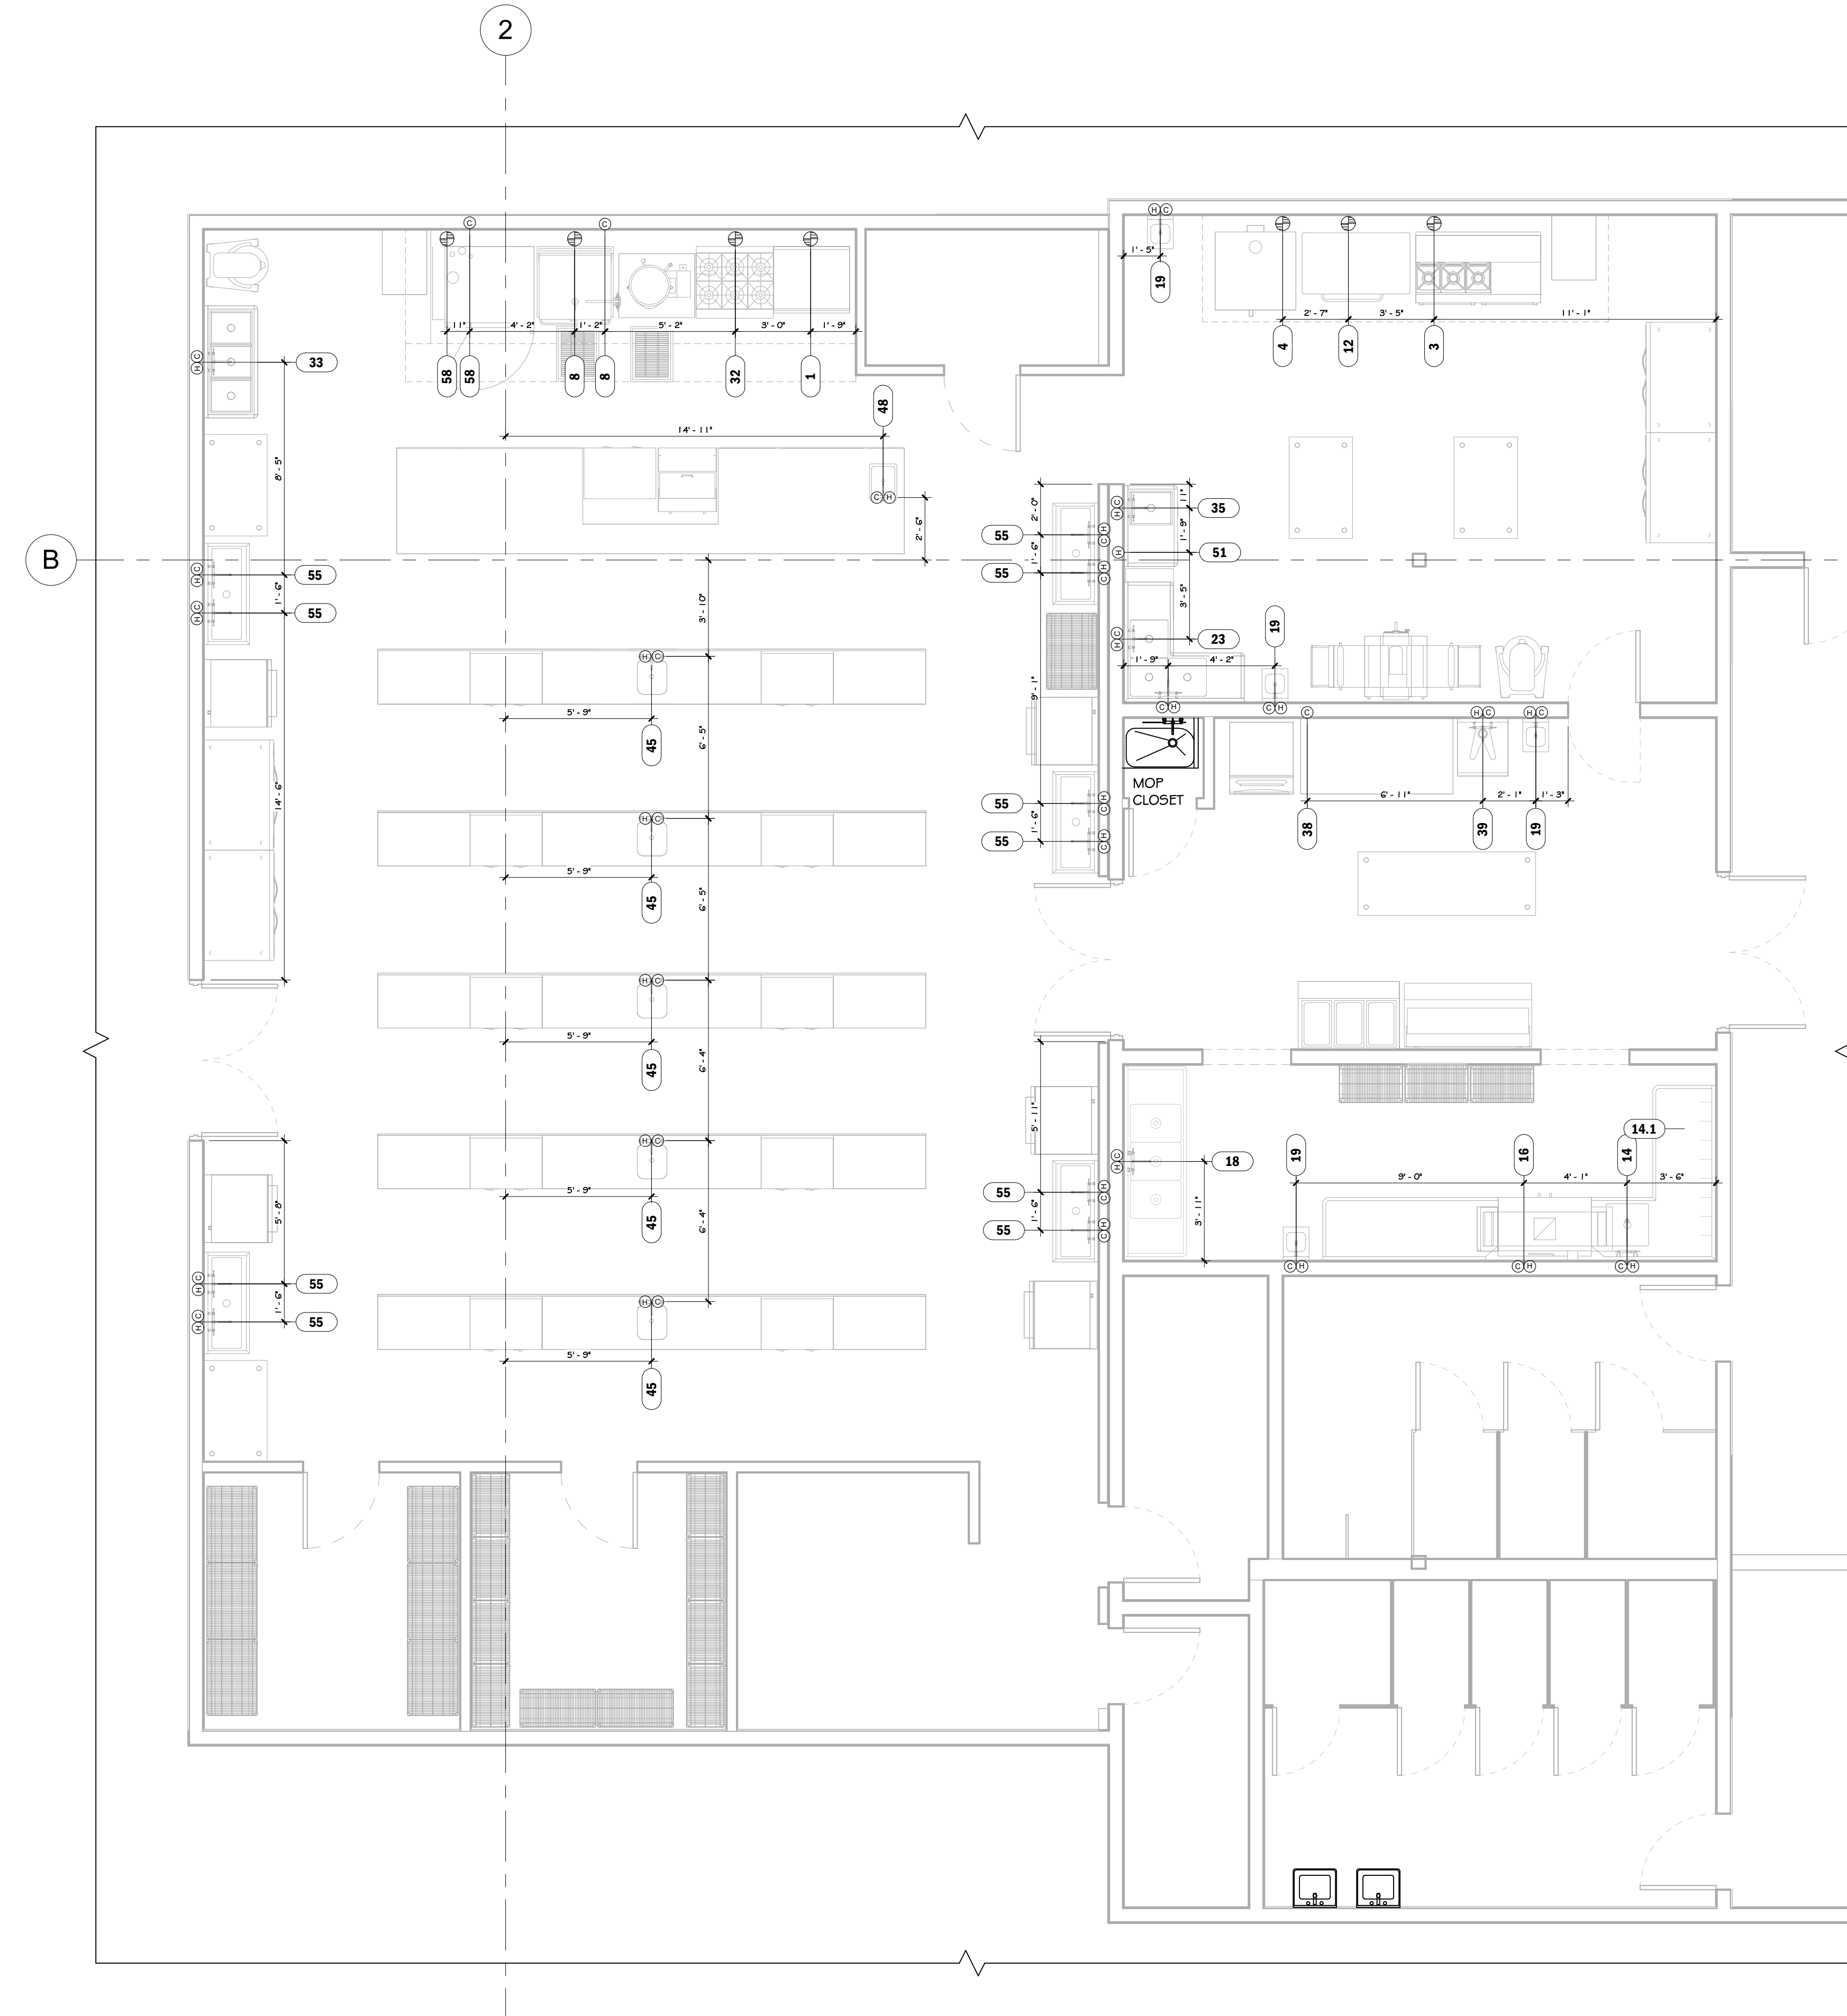 2
B
H C
1' - 5"
19
C
C
11"
4' - 2"
1' - 2"
5' - 2"
3' - 0"
1' - 9"
58
58
8
8
32
1
2' - 7"
3' - 5"
11' - 1"
4
12
3
C
H
33
8' - 5"
48
14' - 11"
C H
2' - 6"
C
H
55
1' - 6"
C
H
55
14' - 6"
2' - 0"
55
H
C
1' - 6"
55
H
C
9' - 1"
55
H
C
1' - 6"
55
H
C
C
H
35
11"
1' - 9"
H
51
3' - 5"
C
H
23
19
1' - 9"
4' - 2"
C H
C H
MOP
CLOSET
C
H C
H C
6' - 11"
2' - 1"
1' - 3"
38
39
19
3' - 10"
H C
5' - 9"
45
6' - 5"
H C
5' - 9"
45
6' - 5"
H C
5' - 9"
45
6' - 4"
H C
5' - 9"
45
6' - 4"
H C
5' - 9"
45
5' - 8"
C
H
55
1' - 6"
C
H
55
5' - 11"
55
H
C
1' - 6"
55
H
C
C
H
18
3' - 11"
14.1
19
16
14
9' - 0"
4' - 1"
3' - 6"
C H
C H
C H